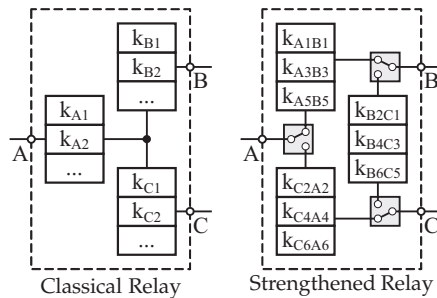 k_B1
k_B2
...
B
k_A1
k_A2
...
A
k_C1
k_C2
...
C
Classical Relay
k_A1B1
k_A3B3
k_A5B5
B
A
k_B2C1
k_B4C3
k_B6C5
k_C2A2
k_C4A4
k_C6A6
C
Strengthened Relay